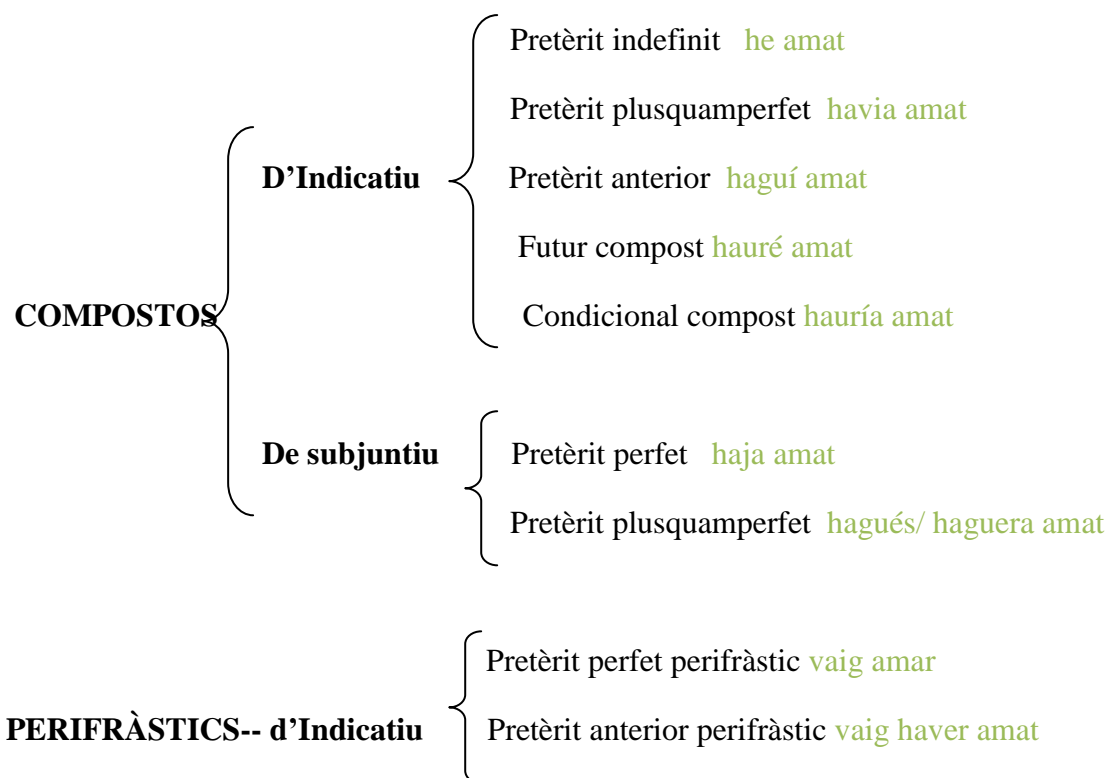 Pretèrit indefinit he amat
Pretèrit plusquamperfet havia amat
D’Indicatiu Pretèrit anterior haguí amat
Futur compost hauré amat
COMPOSTOS Condicional compost hauría amat
De subjuntiu Pretèrit perfet haja amat
Pretèrit plusquamperfet hagués/ haguera amat
Pretèrit perfet perifràstic vaig amar
PERIFRÀSTICS-- d’Indicatiu Pretèrit anterior perifràstic vaig haver amat